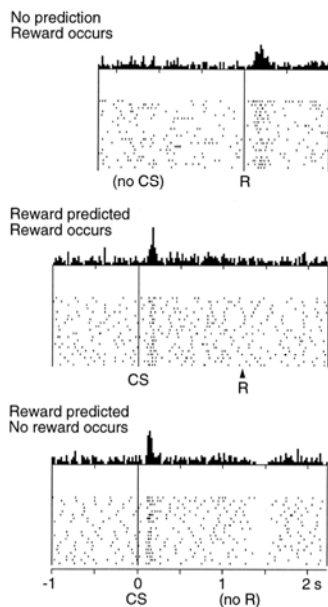 No prediction
Reward occurs
(no CS)
R
Reward predicted
Reward occurs
CS
R
Reward predicted
No reward occurs
-1
0
1
2 s
CS
(no R)